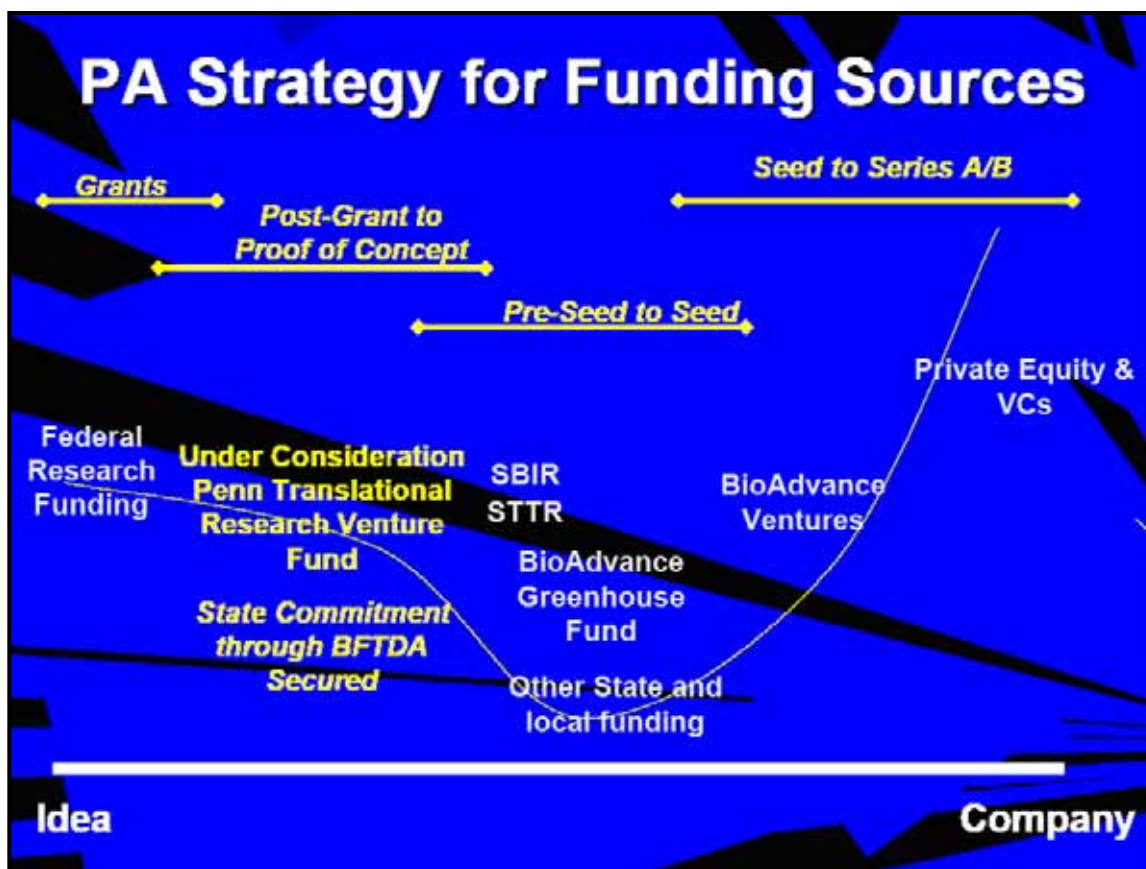 PA Strategy for Funding Sources
Grants
Seed to Series A/B
Post-Grant to
Proof of Concept
Pre-Seed to Seed
Private Equity &
VCs
Federal
Research
Funding
Under Consideration
Penn Translational
Research Venture
Fund
State Commitment
through BFTDA
Secured
SBIR
STTR
BioAdvance
Greenhouse
Fund
Other State and
local funding
BioAdvance
Ventures
Idea
Company